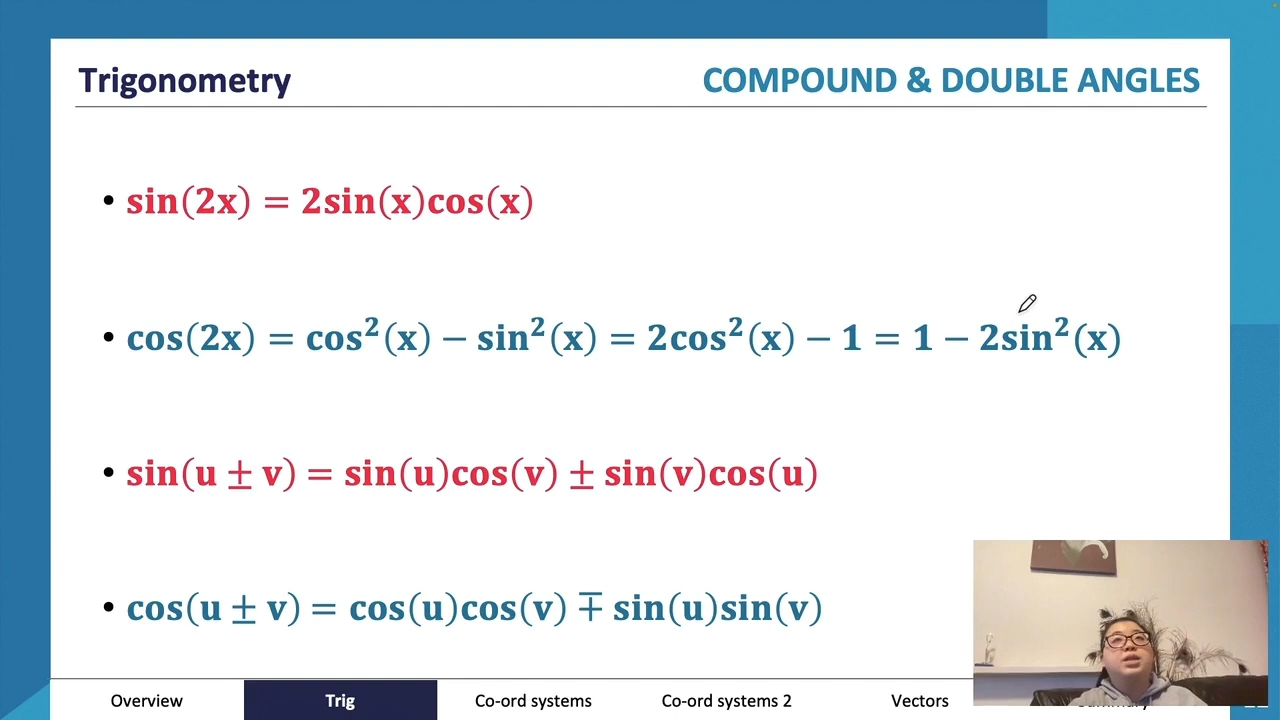 Trigonometry
COMPOUND & DOUBLE ANGLES
• sin(2x) = 2sin(x)cos(x)
• cos(2x) = cos²(x) − sin²(x) = 2cos²(x) − 1 = 1 − 2sin²(x)
• sin(u ± v) = sin(u)cos(v) ± sin(v)cos(u)
• cos(u ± v) = cos(u)cos(v) ∓ sin(u)sin(v)
Overview Trig Co-ord systems Co-ord systems 2 Vectors